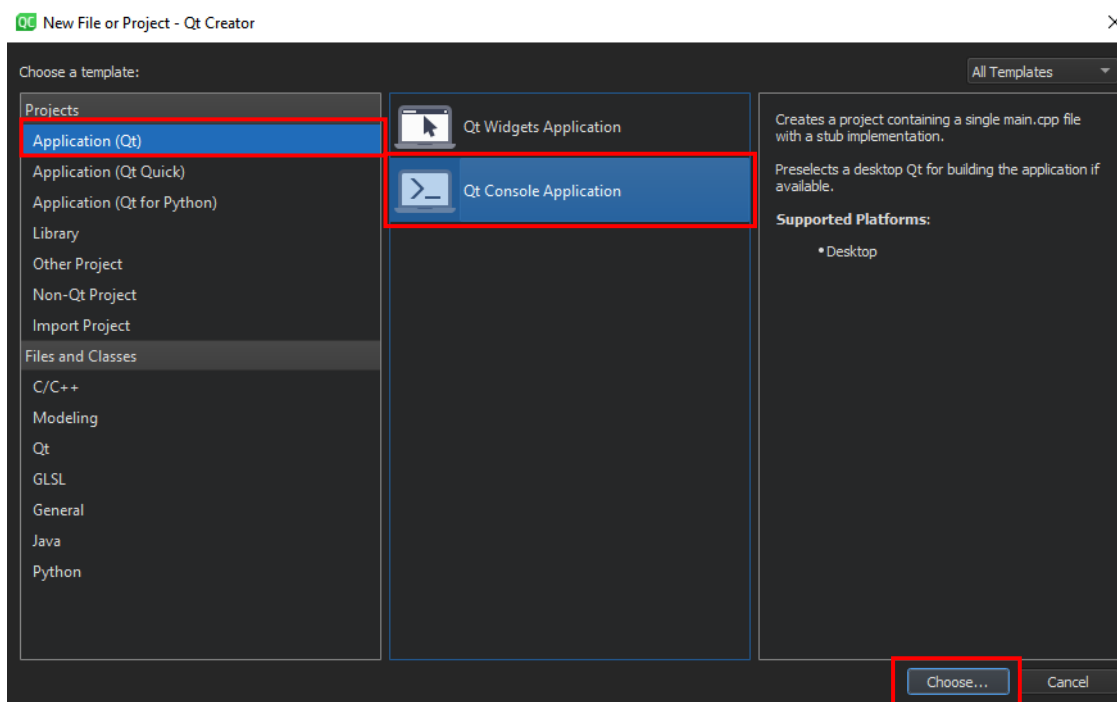 QC New File or Project - Qt Creator
Choose a template:
All Templates
Projects
Application (Qt)
Application (Qt Quick)
Application (Qt for Python)
Library
Other Project
Non-Qt Project
Import Project
Files and Classes
C/C++
Modeling
Qt
GLSL
General
Java
Python
Qt Widgets Application
>_ Qt Console Application
Creates a project containing a single main.cpp file
with a stub implementation.
Preselects a desktop Qt for building the application if
available.
Supported Platforms:
•Desktop
Choose...
Cancel